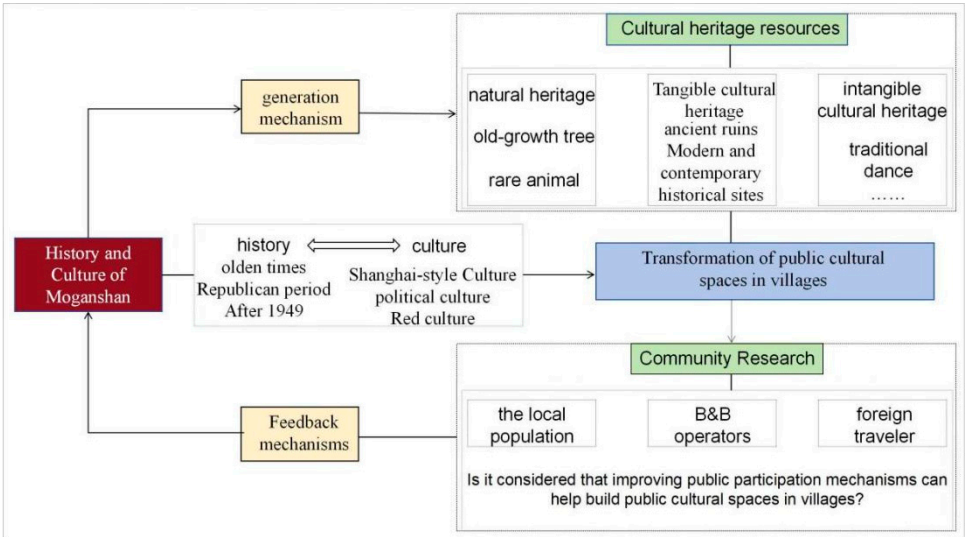 Cultural heritage resources
generation
mechanism
natural heritage
old-growth tree
rare animal
Tangible cultural
heritage
ancient ruins
Modern and
contemporary
historical sites
intangible
cultural heritage
traditional
dance
……
History and
Culture of
Moganshan
history
culture
olden times
Republican period
After 1949
Shanghai-style Culture
political culture
Red culture
Transformation of public cultural
spaces in villages
Community Research
Feedback
mechanisms
the local
population
B&B
operators
foreign
traveler
Is it considered that improving public participation mechanisms can
help build public cultural spaces in villages?